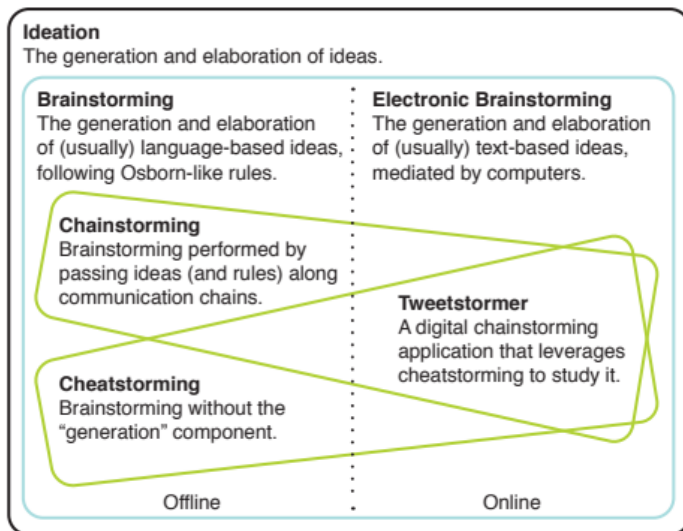 Ideation
The generation and elaboration of ideas.
Brainstorming
The generation and elaboration
of (usually) language-based ideas,
following Osborn-like rules.
Electronic Brainstorming
The generation and elaboration
of (usually) text-based ideas,
mediated by computers.
Chainstorming
Brainstorming performed by
passing ideas (and rules) along
communication chains.
Tweetstormer
A digital chainstorming
application that leverages
cheatstorming to study it.
Cheatstorming
Brainstorming without the
“generation” component.
Offline
Online